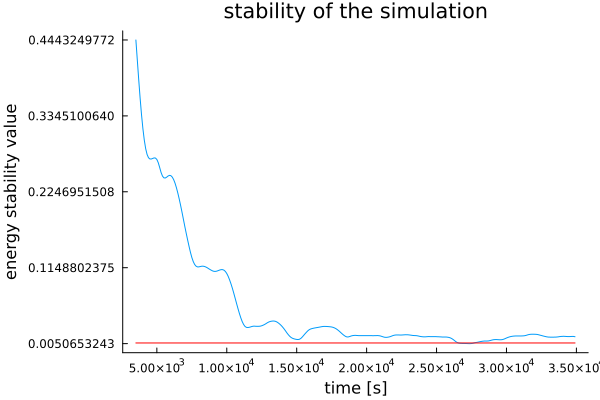 stability of the simulation
energy stability value
0.4443249772
0.3345100640
0.2246951508
0.1148802375
0.0050653243
5.00×10³ 1.00×10⁴ 1.50×10⁴ 2.00×10⁴ 2.50×10⁴ 3.00×10⁴ 3.50×10
time [s]